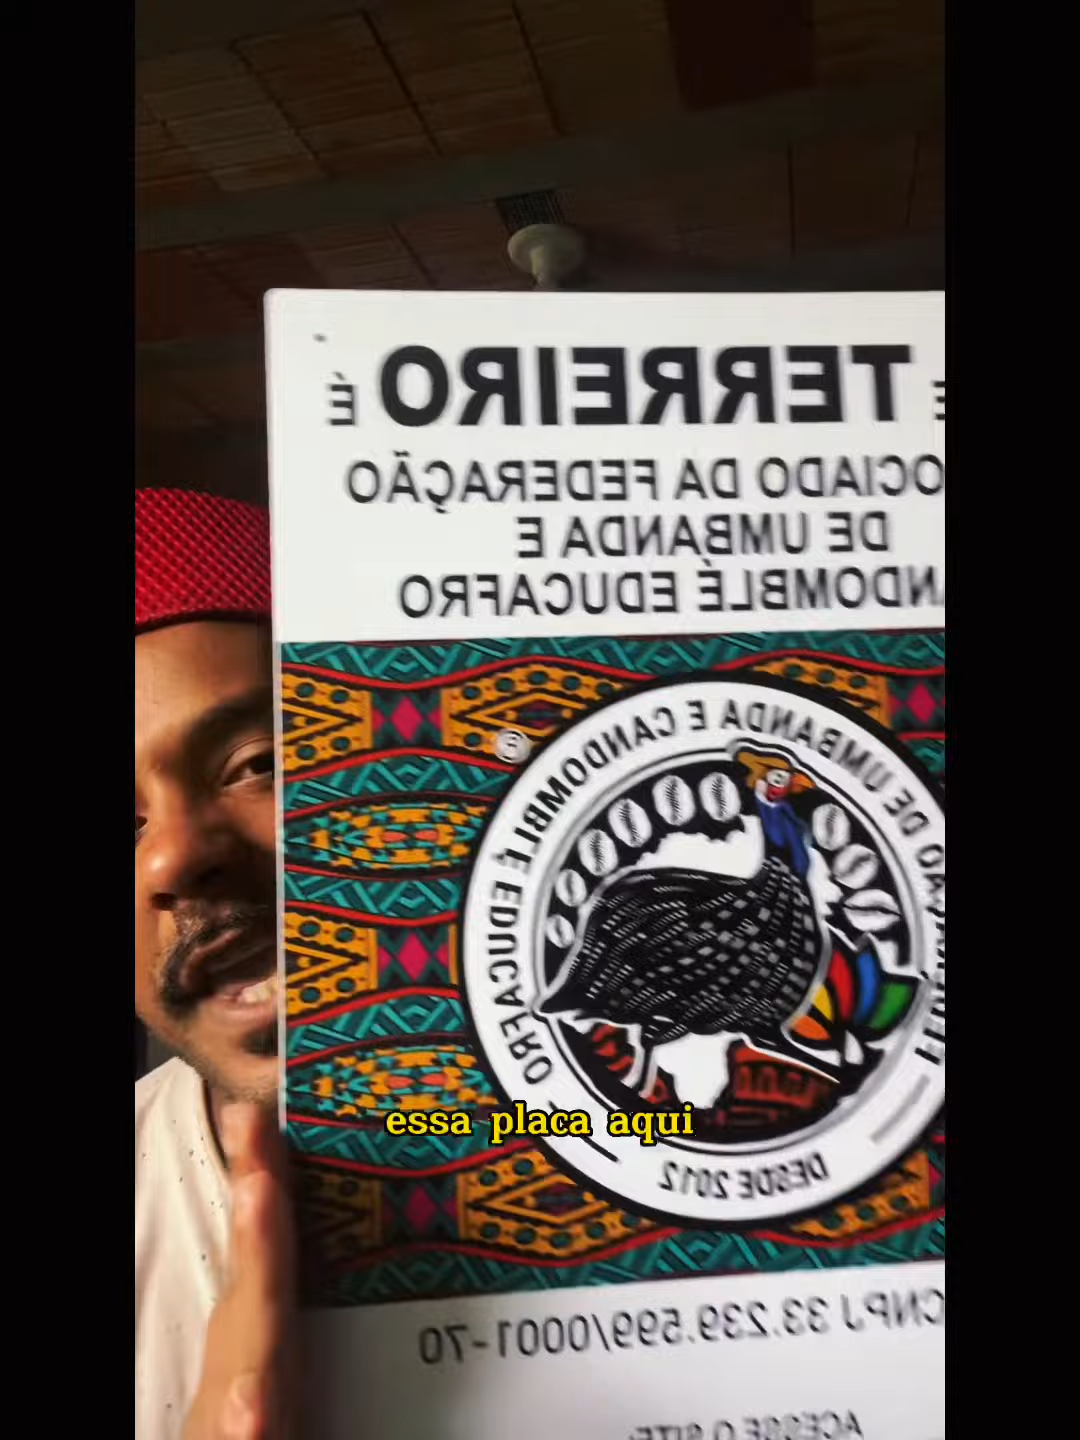 TERREIRO É
OCIADO DA FEDERAÇÃO
DE UMBANDA E
NDOMBLÉ EDUCAFRO
DE UMBANDA E CANDOMBLÉ EDUCAFRO
®
DESDE 2012
essa placa aqui
CNPJ 33.239.599/0001-70
ACESSE O SITE: